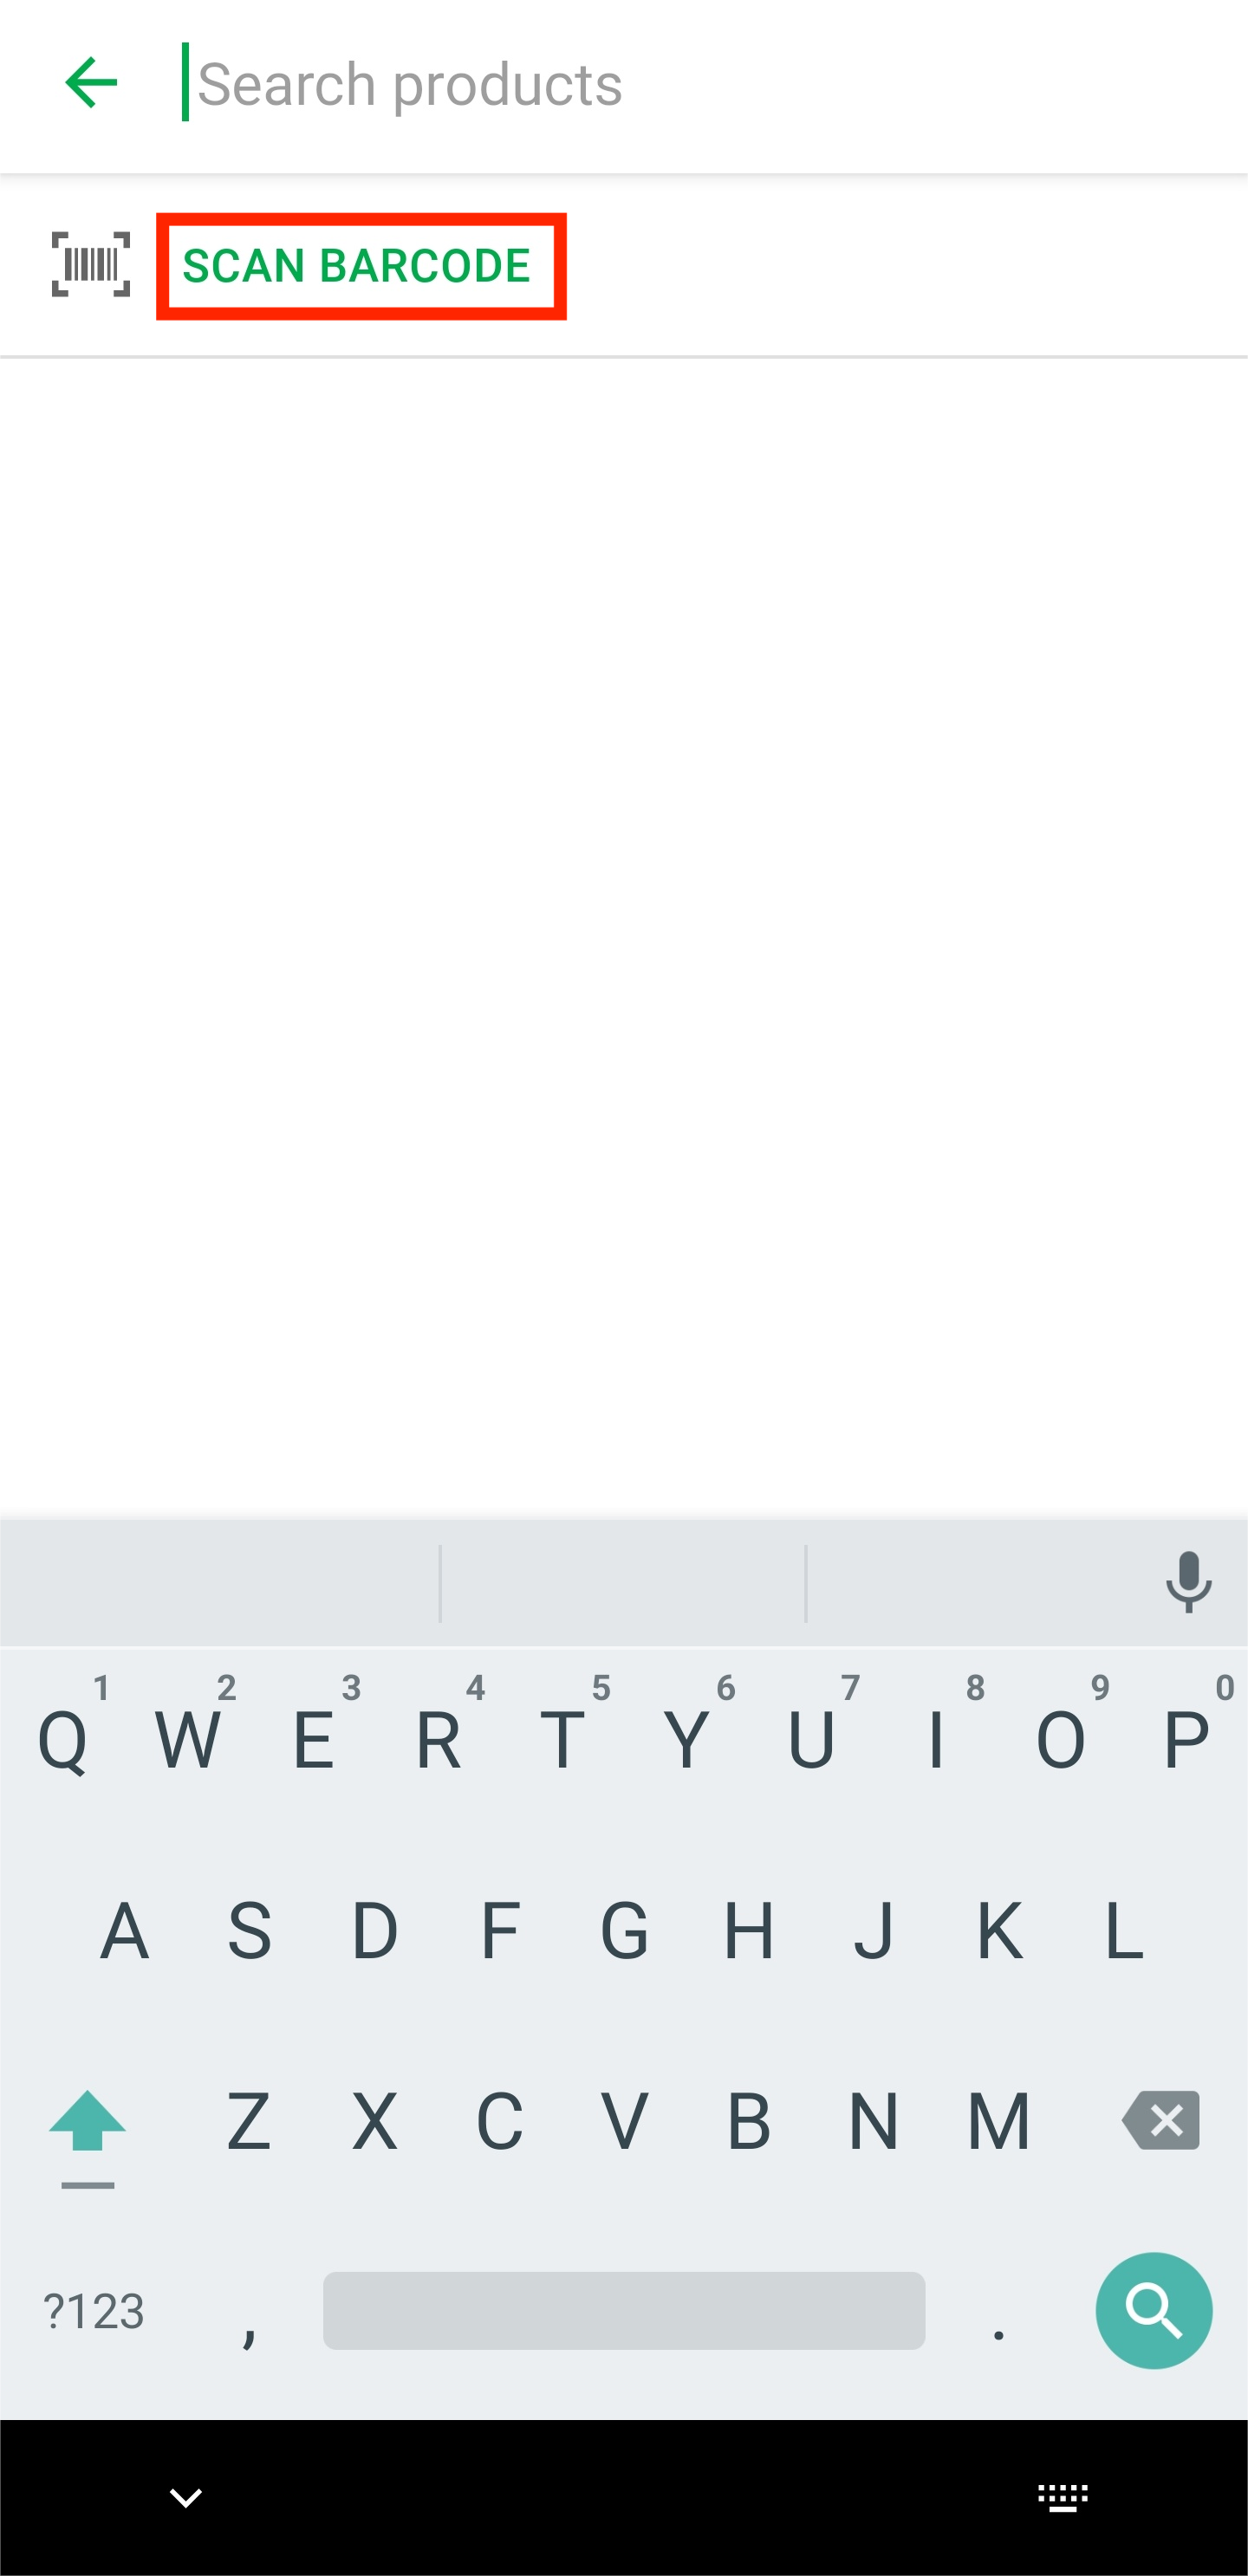 Search products
SCAN BARCODE
1 2 3 4 5 6 7 8 9 0
Q W E R T Y U I O P
A S D F G H J K L
Z X C V B N M
?123 , .